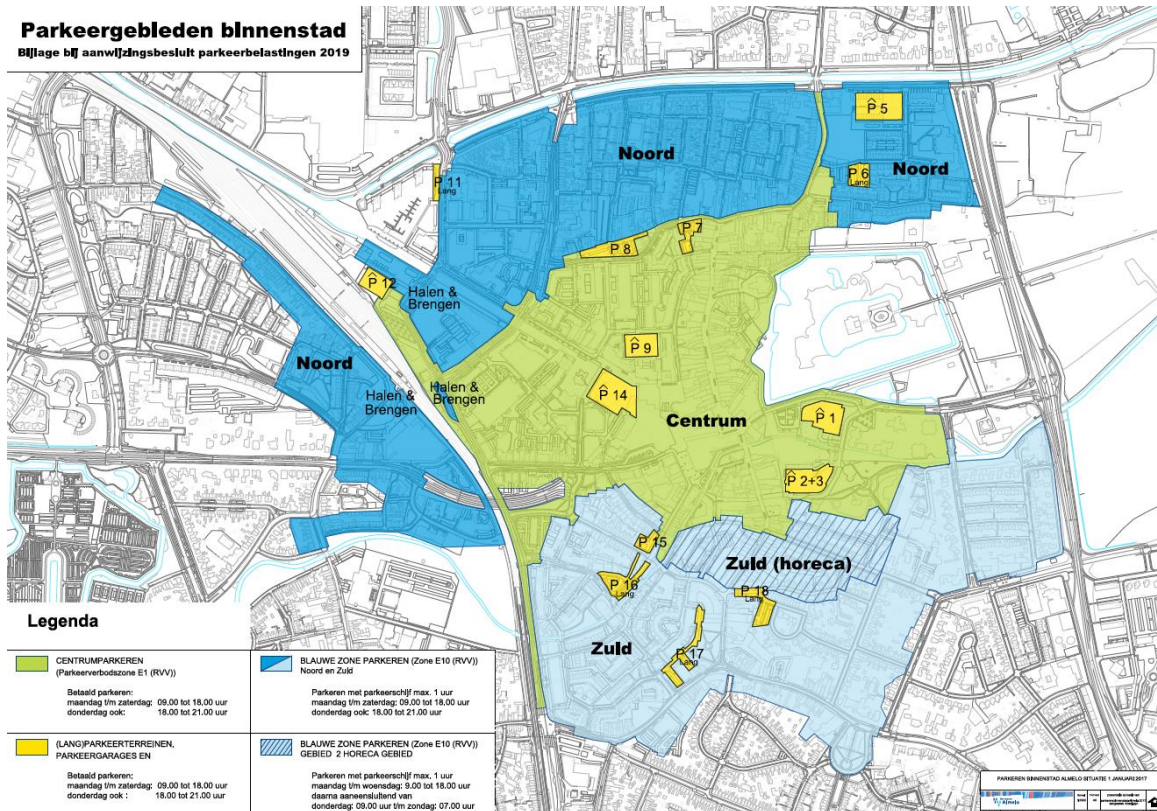 Parkeergebieden binnenstad
Bijlage bij aanwijzingsbesluit parkeerbelastingen 2019
P 5
Noord
P 6
Lang
Noord
P 11
Lang
P 7
P 8
P 12
Halen &
Brengen
P 9
Noord
Halen &
Brengen
Halen &
Brengen
P 14
Centrum
P 1
P 2+3
P 15
Zuid (horeca)
P 16
Lang
P 18
Lang
Zuid
P 17
Lang
Legenda
CENTRUMPARKEREN
(Parkeerverbodszone E1 (RVV))
Betaald parkeren:
maandag t/m zaterdag: 09.00 tot 18.00 uur
donderdag ook: 18.00 tot 21.00 uur
BLAUWE ZONE PARKEREN (Zone E10 (RVV))
Noord en Zuid
Parkeren met parkeerschijf max. 1 uur
maandag t/m zaterdag: 09.00 tot 18.00 uur
donderdag ook: 18.00 tot 21.00 uur
(LANG)PARKEERTERREINEN,
PARKEERGARAGES EN
Betaald parkeren:
maandag t/m zaterdag: 09.00 tot 18.00 uur
donderdag ook : 18.00 tot 21.00 uur
BLAUWE ZONE PARKEREN (Zone E10 (RVV))
GEBIED 2 HORECA GEBIED
Parkeren met parkeerschijf max. 1 uur
maandag t/m woensdag: 9.00 tot 18.00 uur
daarna aaneensluitend van
donderdag: 09.00 uur t/m zondag: 07.00 uur
PARKEREN BINNENSTAD ALMELO SITUATIE 1 JANUARI 2017
Almelo